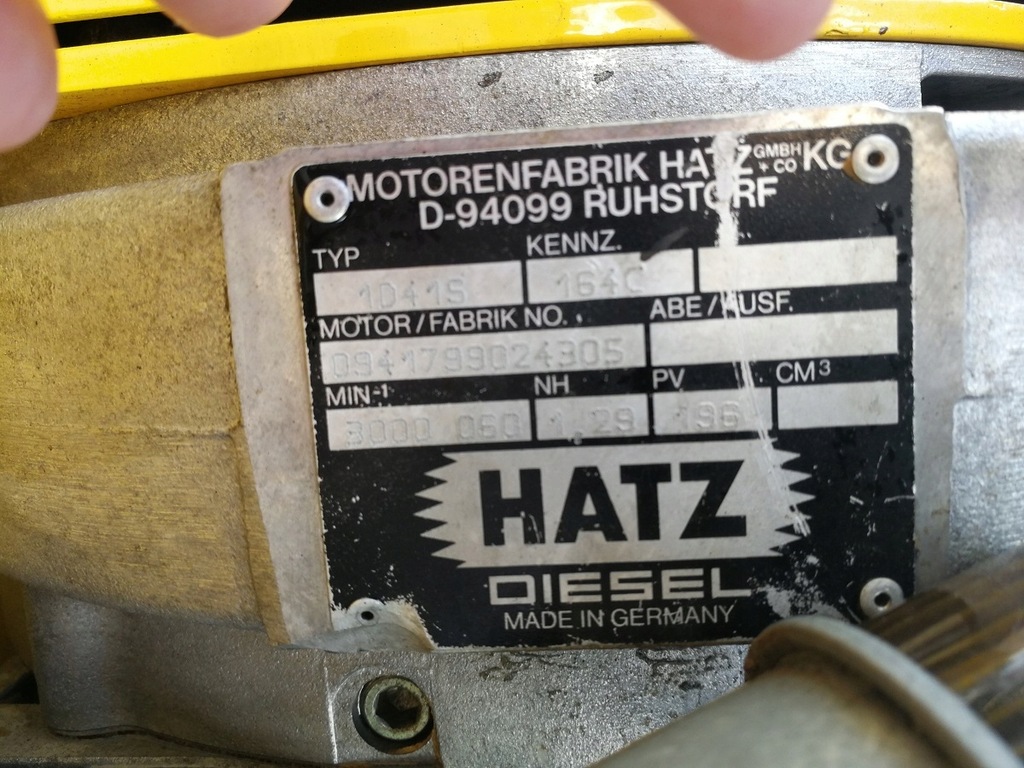 MOTORENFABRIK HATZ GMBH + CO KG
D-94099 RUHSTORF
TYP KENNZ.
1D41S 164C
MOTOR/FABRIK NO. ABE/AUSF.
0941799024305
MIN-1 NH PV CM3
3000 060 1,29 196
HATZ
DIESEL
MADE IN GERMANY